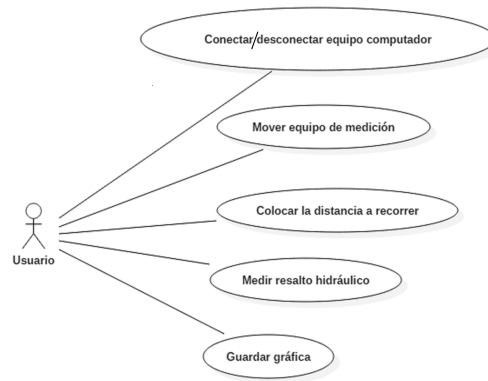 Conectar/desconectar equipo computador
Mover equipo de medición
Colocar la distancia a recorrer
Usuario
Medir resalto hidráulico
Guardar gráfica